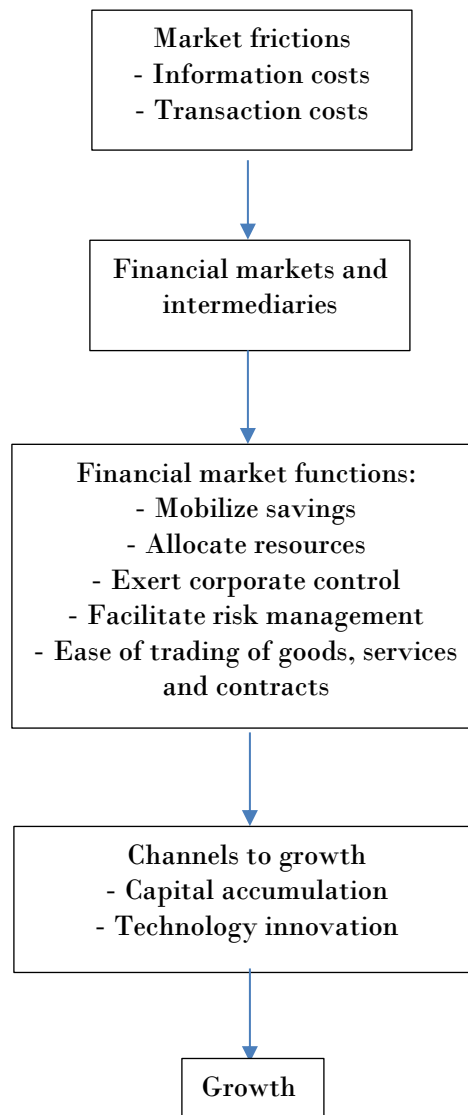 Market frictions
- Information costs
- Transaction costs
Financial markets and
intermediaries
Financial market functions:
- Mobilize savings
- Allocate resources
- Exert corporate control
- Facilitate risk management
- Ease of trading of goods, services
and contracts
Channels to growth
- Capital accumulation
- Technology innovation
Growth